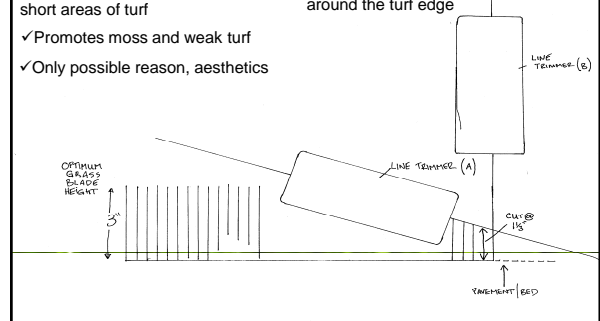 short areas of turf
✓Promotes moss and weak turf
✓Only possible reason, aesthetics
around the turf edge
LINE
TRIMMER (B)
LINE TRIMMER (A)
OPTIMUM
GRASS
BLADE
HEIGHT
3"
CUT @
1⅓"
PAVEMENT/BED